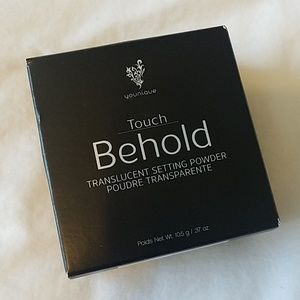 younique
Touch
Behold
TRANSLUCENT SETTING POWDER
POUDRE TRANSPARENTE
Poids Net Wt. 10.5 g / .37 oz